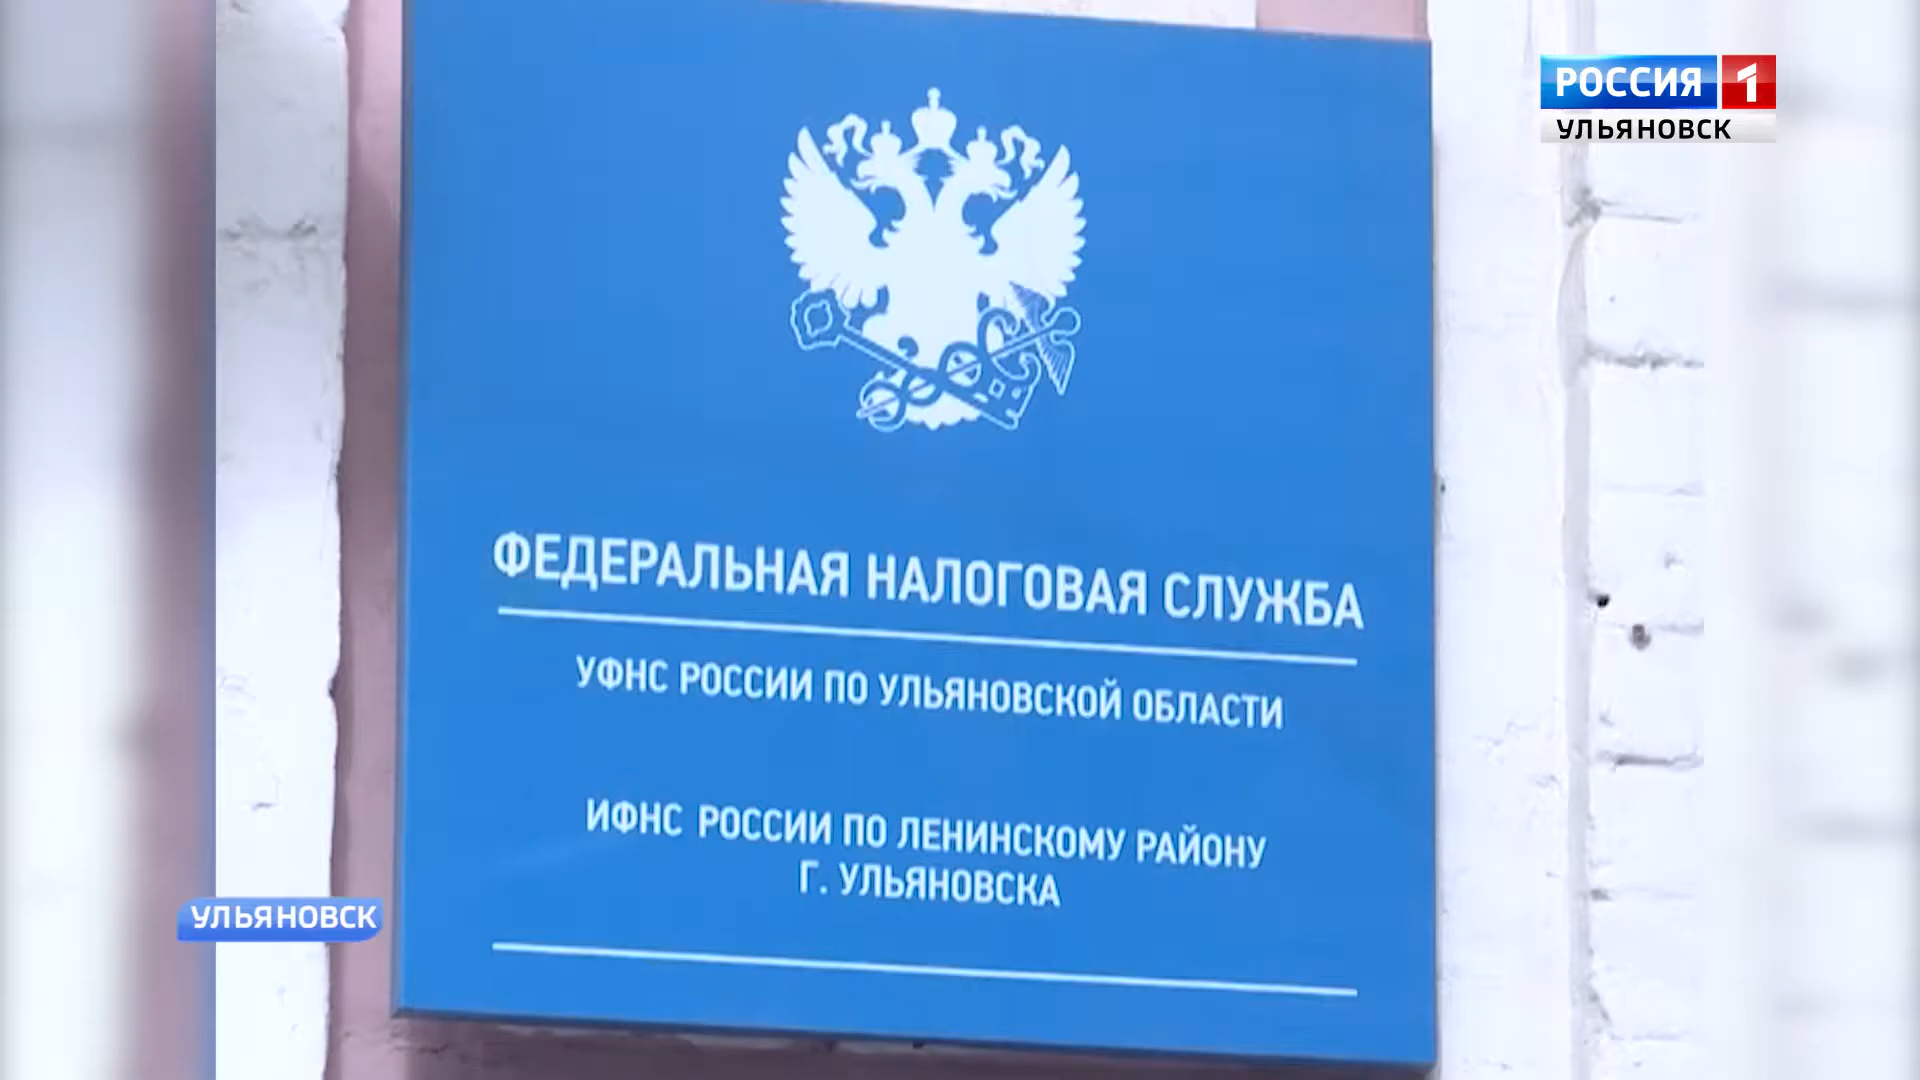 РОССИЯ 1
УЛЬЯНОВСК
ФЕДЕРАЛЬНАЯ НАЛОГОВАЯ СЛУЖБА
УФНС РОССИИ ПО УЛЬЯНОВСКОЙ ОБЛАСТИ
ИФНС РОССИИ ПО ЛЕНИНСКОМУ РАЙОНУ
Г. УЛЬЯНОВСКА
УЛЬЯНОВСК